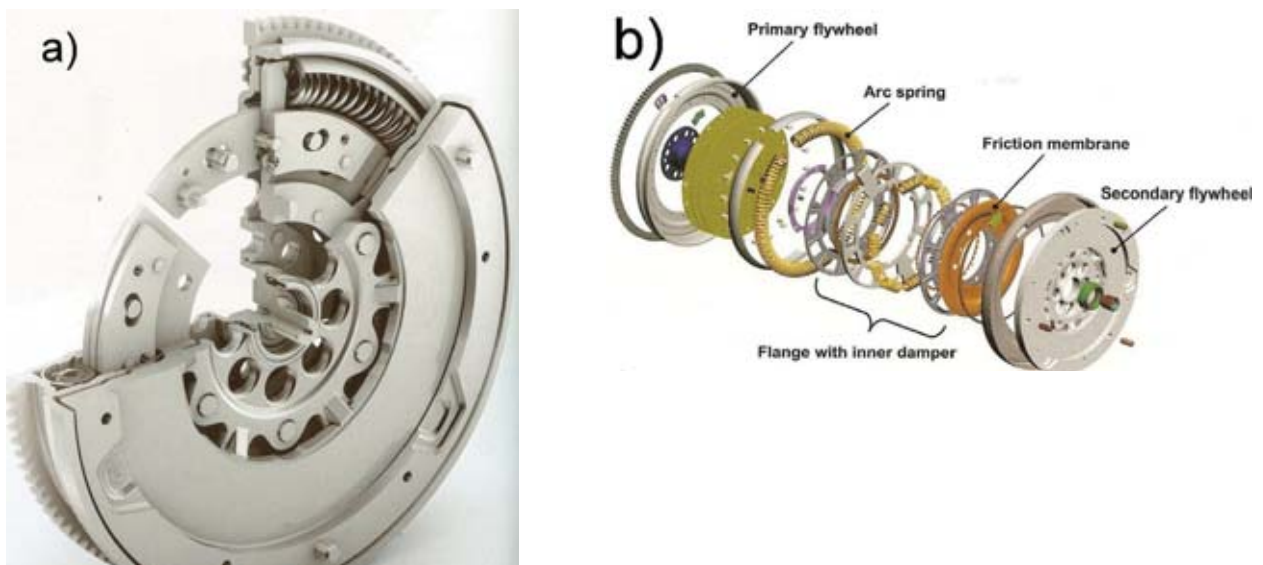 a)
b)
Primary flywheel
Arc spring
Friction membrane
Secondary flywheel
Flange with inner damper